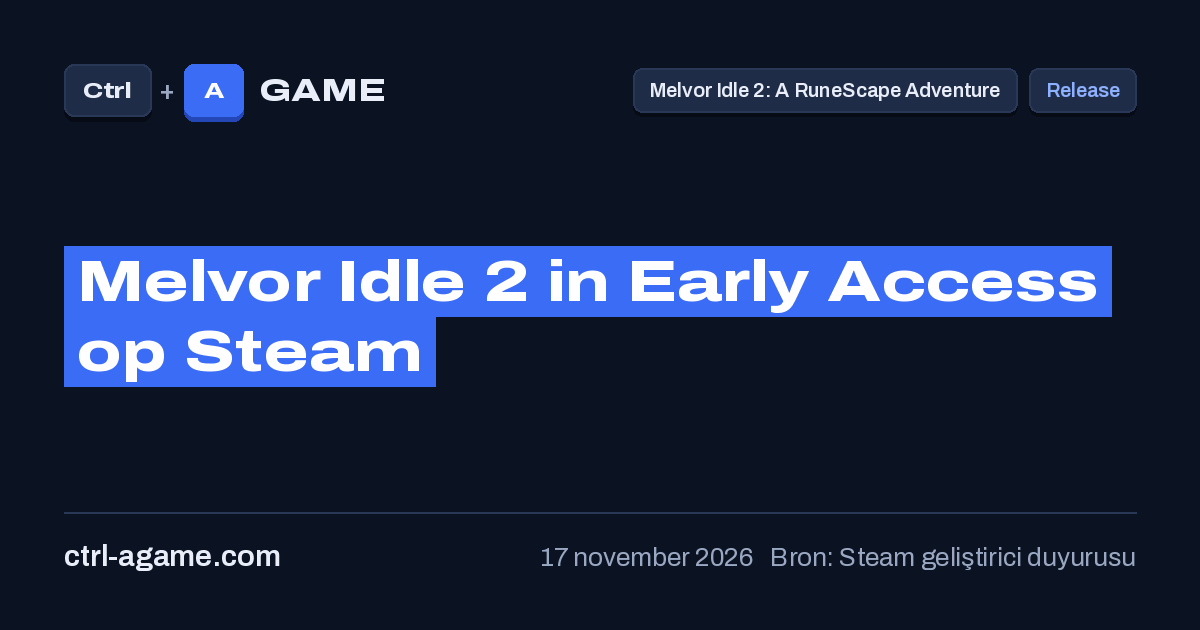 Ctrl + A GAME
Melvor Idle 2: A RuneScape Adventure
Release
Melvor Idle 2 in Early Access
op Steam
ctrl-agame.com
17 november 2026 Bron: Steam geliştirici duyurusu